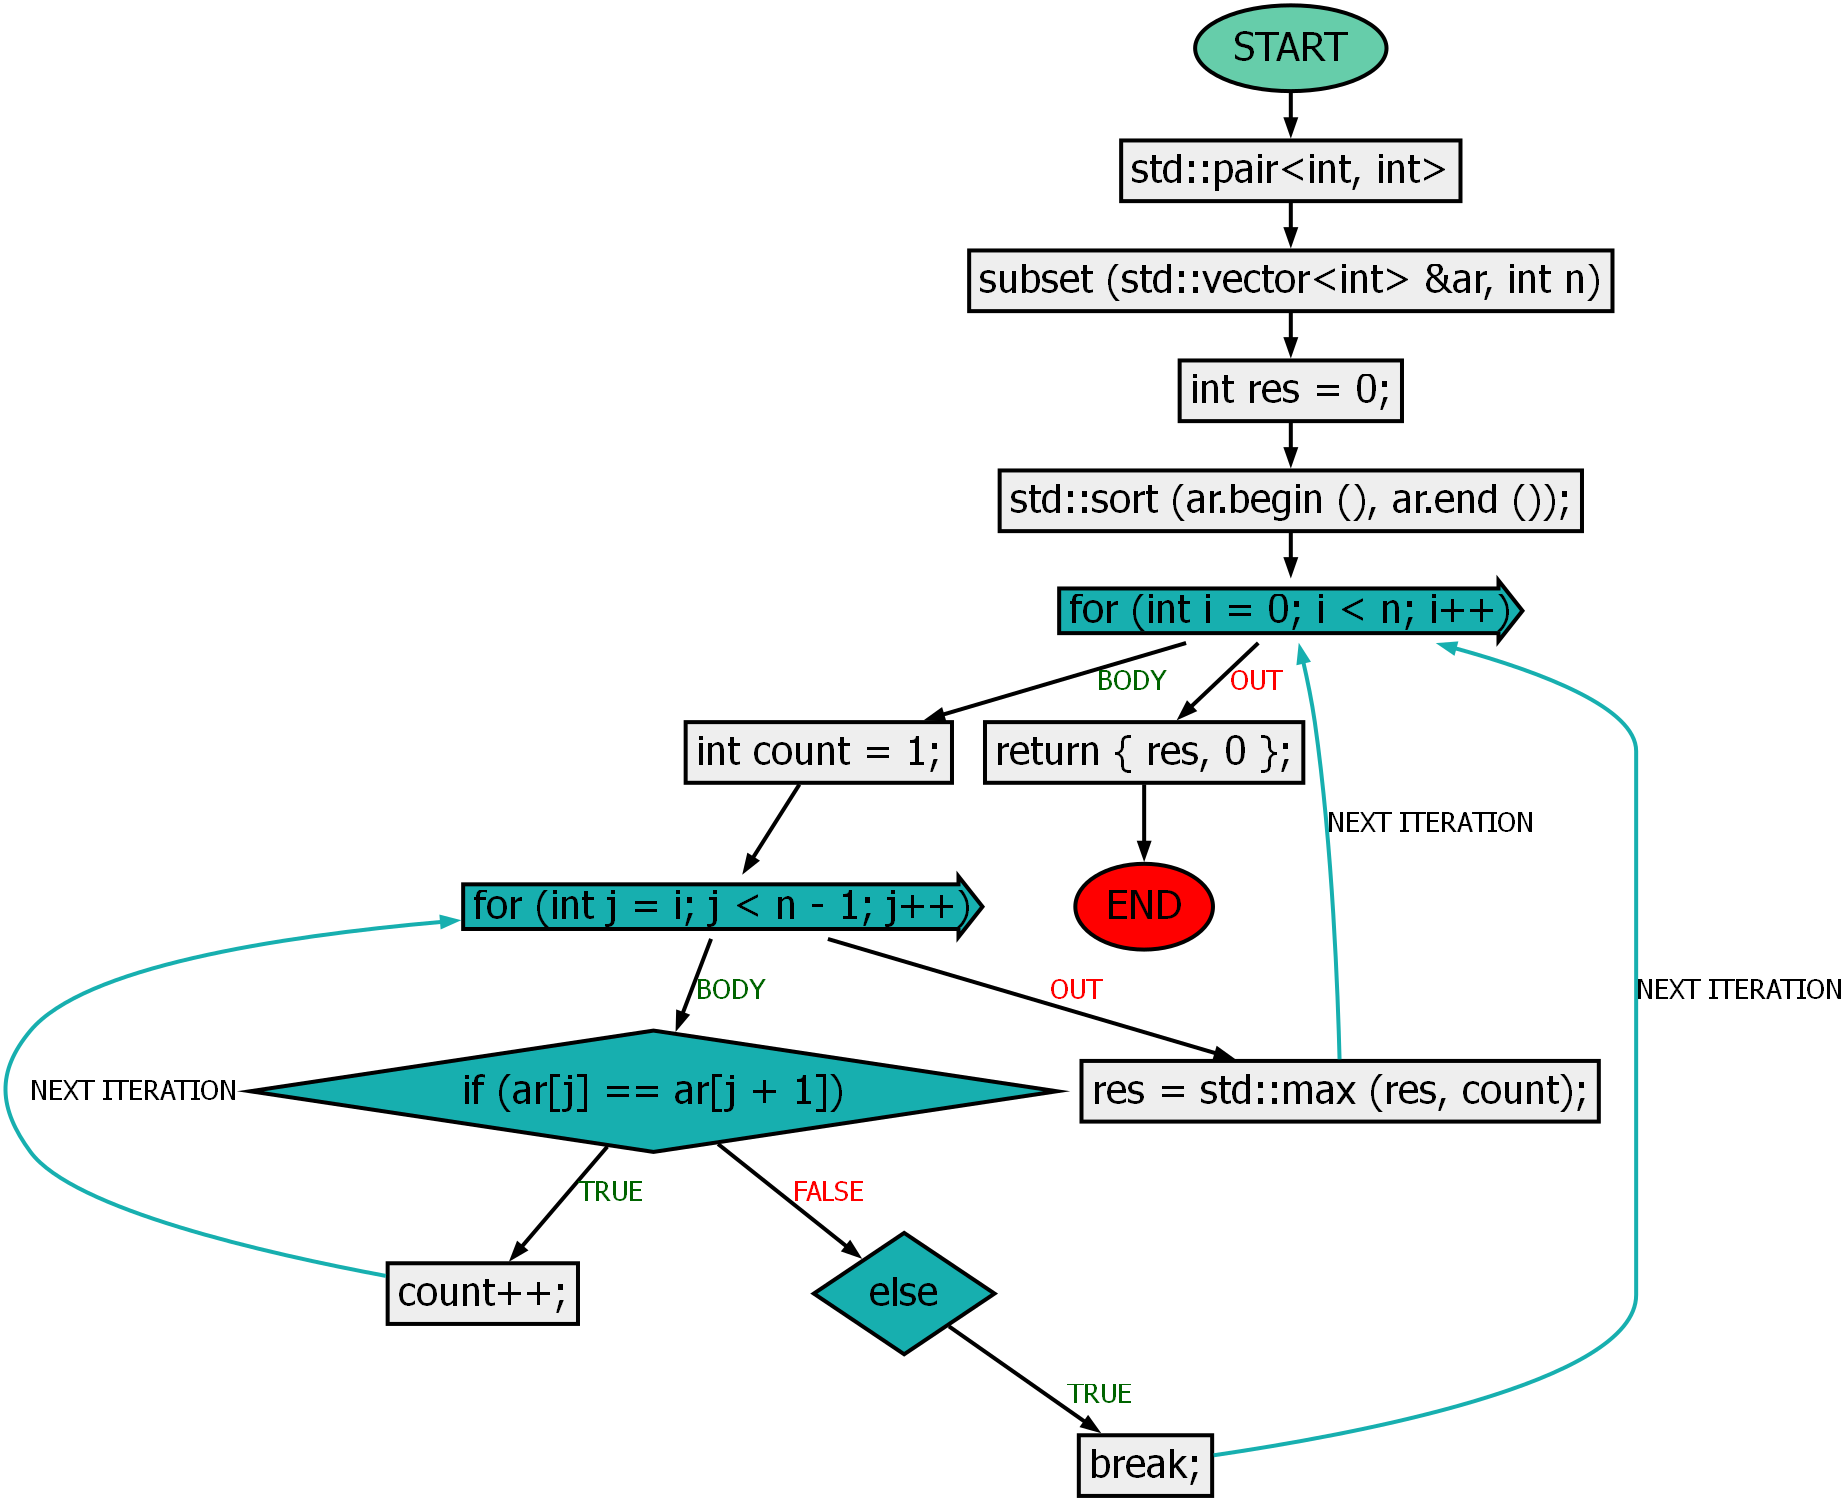 START
std::pair<int, int>
subset (std::vector<int> &ar, int n)
int res = 0;
std::sort (ar.begin (), ar.end ());
for (int i = 0; i < n; i++)
BODY
OUT
int count = 1;
return { res, 0 };
NEXT ITERATION
for (int j = i; j < n - 1; j++)
END
BODY
OUT
NEXT ITERATION
NEXT ITERATION
if (ar[j] == ar[j + 1])
res = std::max (res, count);
TRUE
FALSE
count++;
else
TRUE
break;